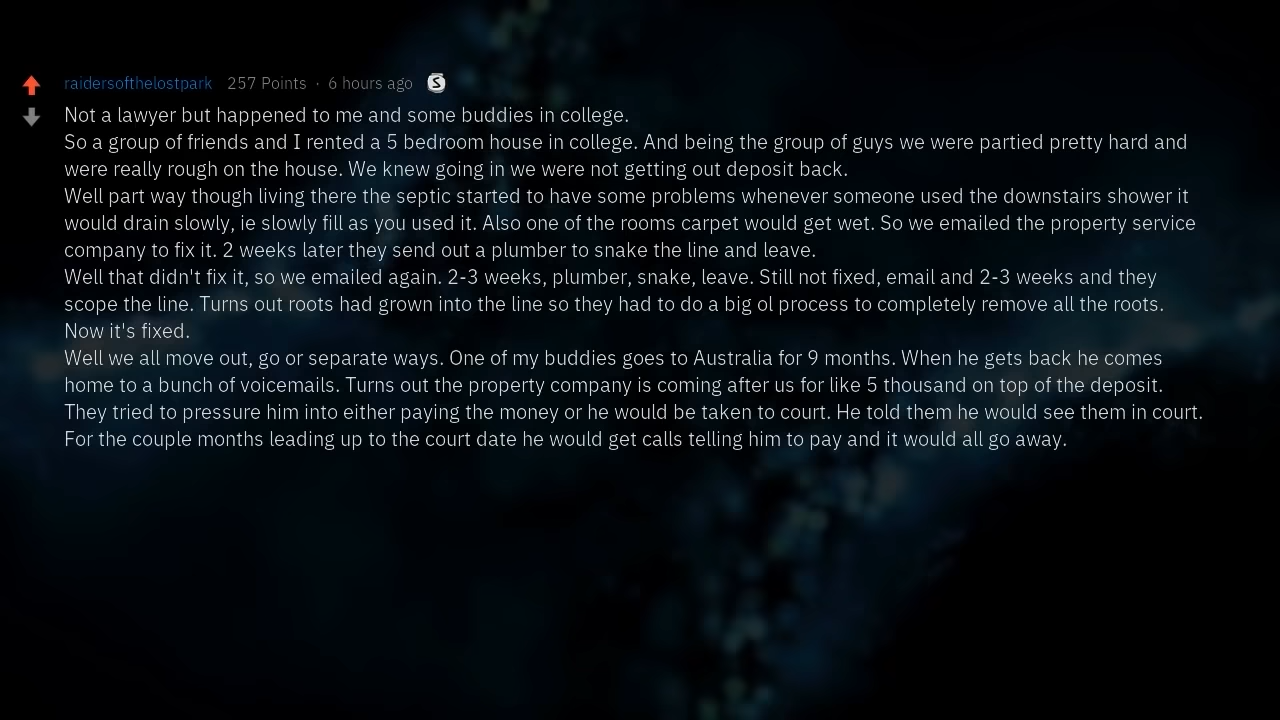 raidersofthelostpark 257 Points · 6 hours ago S
Not a lawyer but happened to me and some buddies in college.
So a group of friends and I rented a 5 bedroom house in college. And being the group of guys we were partied pretty hard and
were really rough on the house. We knew going in we were not getting out deposit back.
Well part way though living there the septic started to have some problems whenever someone used the downstairs shower it
would drain slowly, ie slowly fill as you used it. Also one of the rooms carpet would get wet. So we emailed the property service
company to fix it. 2 weeks later they send out a plumber to snake the line and leave.
Well that didn't fix it, so we emailed again. 2-3 weeks, plumber, snake, leave. Still not fixed, email and 2-3 weeks and they
scope the line. Turns out roots had grown into the line so they had to do a big ol process to completely remove all the roots.
Now it's fixed.
Well we all move out, go or separate ways. One of my buddies goes to Australia for 9 months. When he gets back he comes
home to a bunch of voicemails. Turns out the property company is coming after us for like 5 thousand on top of the deposit.
They tried to pressure him into either paying the money or he would be taken to court. He told them he would see them in court.
For the couple months leading up to the court date he would get calls telling him to pay and it would all go away.